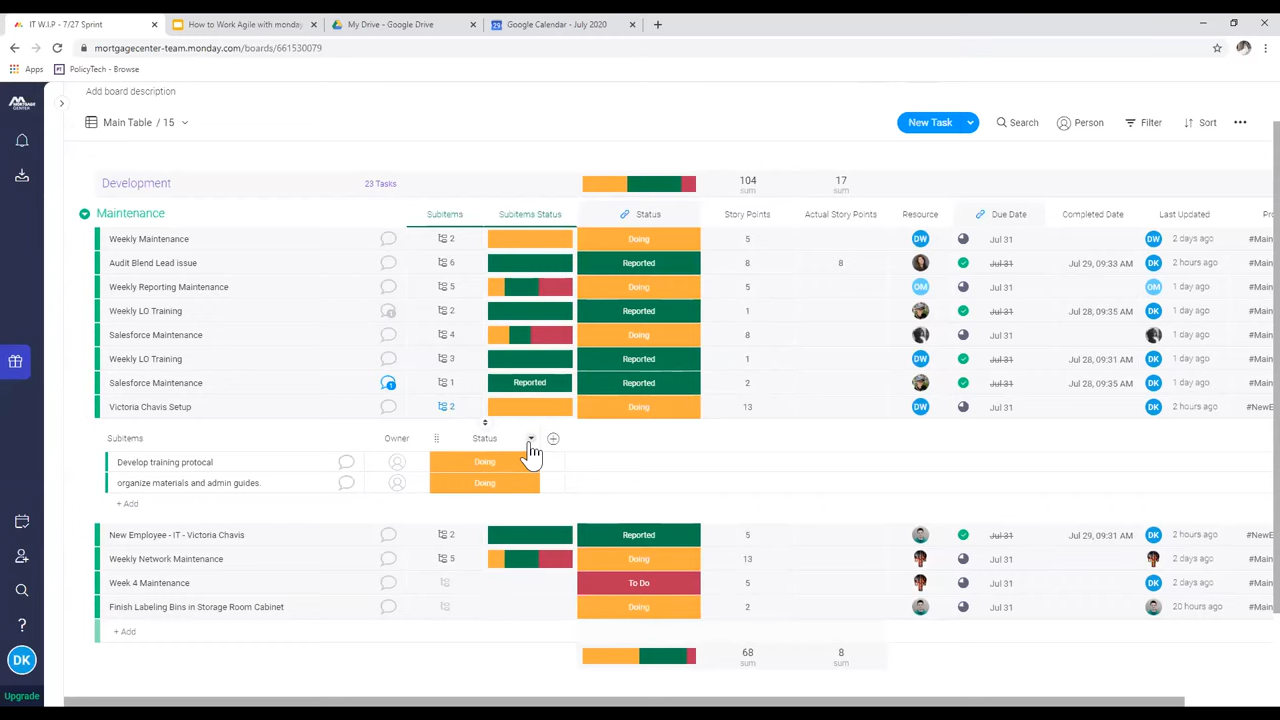 IT W.I.P - 7/27 Sprint
How to Work Agile with monda
My Drive - Google Drive
Google Calendar - July 2020
mortgagecenter-team.monday.com/boards/661530079
Apps PolicyTech - Browse
Add board description
Main Table / 15
New Task Search Person Filter Sort
Development 23 Tasks 104 sum 17 sum
Maintenance Subitems Subitems Status Status Story Points Actual Story Points Resource Due Date Completed Date Last Updated Pro
Weekly Maintenance 2 Doing 5 DW Jul 31 DW 2 days ago #Main
Audit Blend Lead issue 6 Reported 8 8 Jul 31 Jul 29, 09:33 AM DK 2 hours ago #Main
Weekly Reporting Maintenance 5 Doing 5 OM Jul 31 OM 1 day ago #Main
Weekly LO Training 2 Reported 1 Jul 31 Jul 28, 09:35 AM DK 1 day ago #Main
Salesforce Maintenance 4 Doing 8 Jul 31 1 day ago #Main
Weekly LO Training 3 Reported 1 DW Jul 31 Jul 28, 09:31 AM DK 1 day ago #Main
Salesforce Maintenance 1 Reported Reported 2 Jul 31 Jul 28, 09:35 AM DK 1 day ago #Main
Victoria Chavis Setup 2 Doing 13 DW Jul 31 DK 2 hours ago #NewE
Subitems Owner Status
Develop training protocal Doing
organize materials and admin guides. Doing
+ Add
New Employee - IT - Victoria Chavis 2 Reported 5 Jul 31 Jul 29, 09:31 AM DK 2 hours ago #NewE
Weekly Network Maintenance 5 Doing 13 Jul 31 2 days ago #Main
Week 4 Maintenance To Do 5 Jul 31 DK 2 days ago #Main
Finish Labeling Bins in Storage Room Cabinet Doing 2 Jul 31 20 hours ago #Main
+ Add
68 sum 8 sum
DK
Upgrade